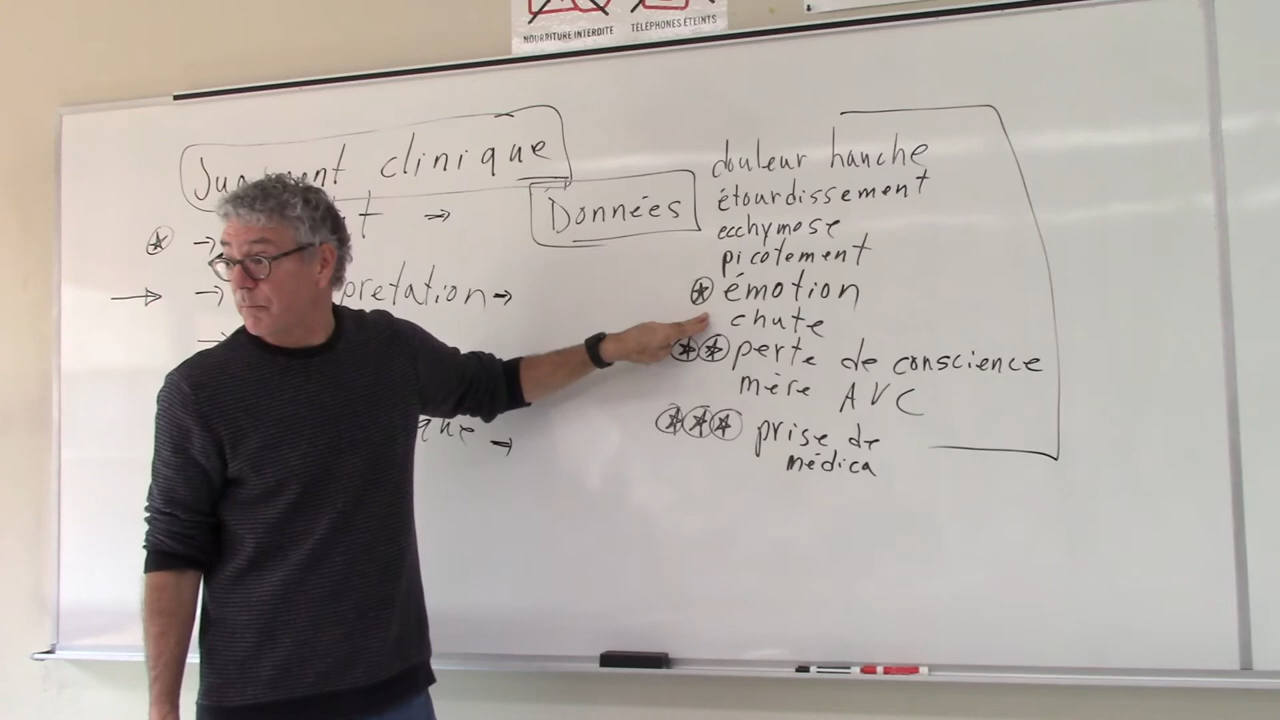 NOURRITURE INTERDITE
TÉLÉPHONES ÉTEINTS
clinique
Données
douleur hanche
étourdissement
ecchymose
picotement
émotion
chute
perte de conscience
mère AVC
prise de
médica